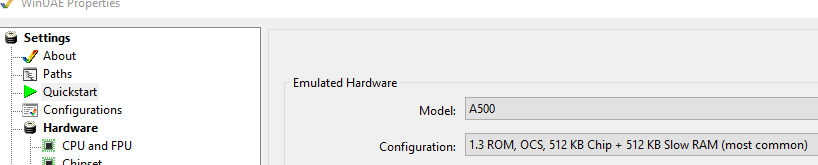 WinUAE Properties
Settings
About
Paths
Quickstart
Configurations
Hardware
CPU and FPU
Chipset
Emulated Hardware
Model: A500
Configuration: 1.3 ROM, OCS, 512 KB Chip + 512 KB Slow RAM (most common)